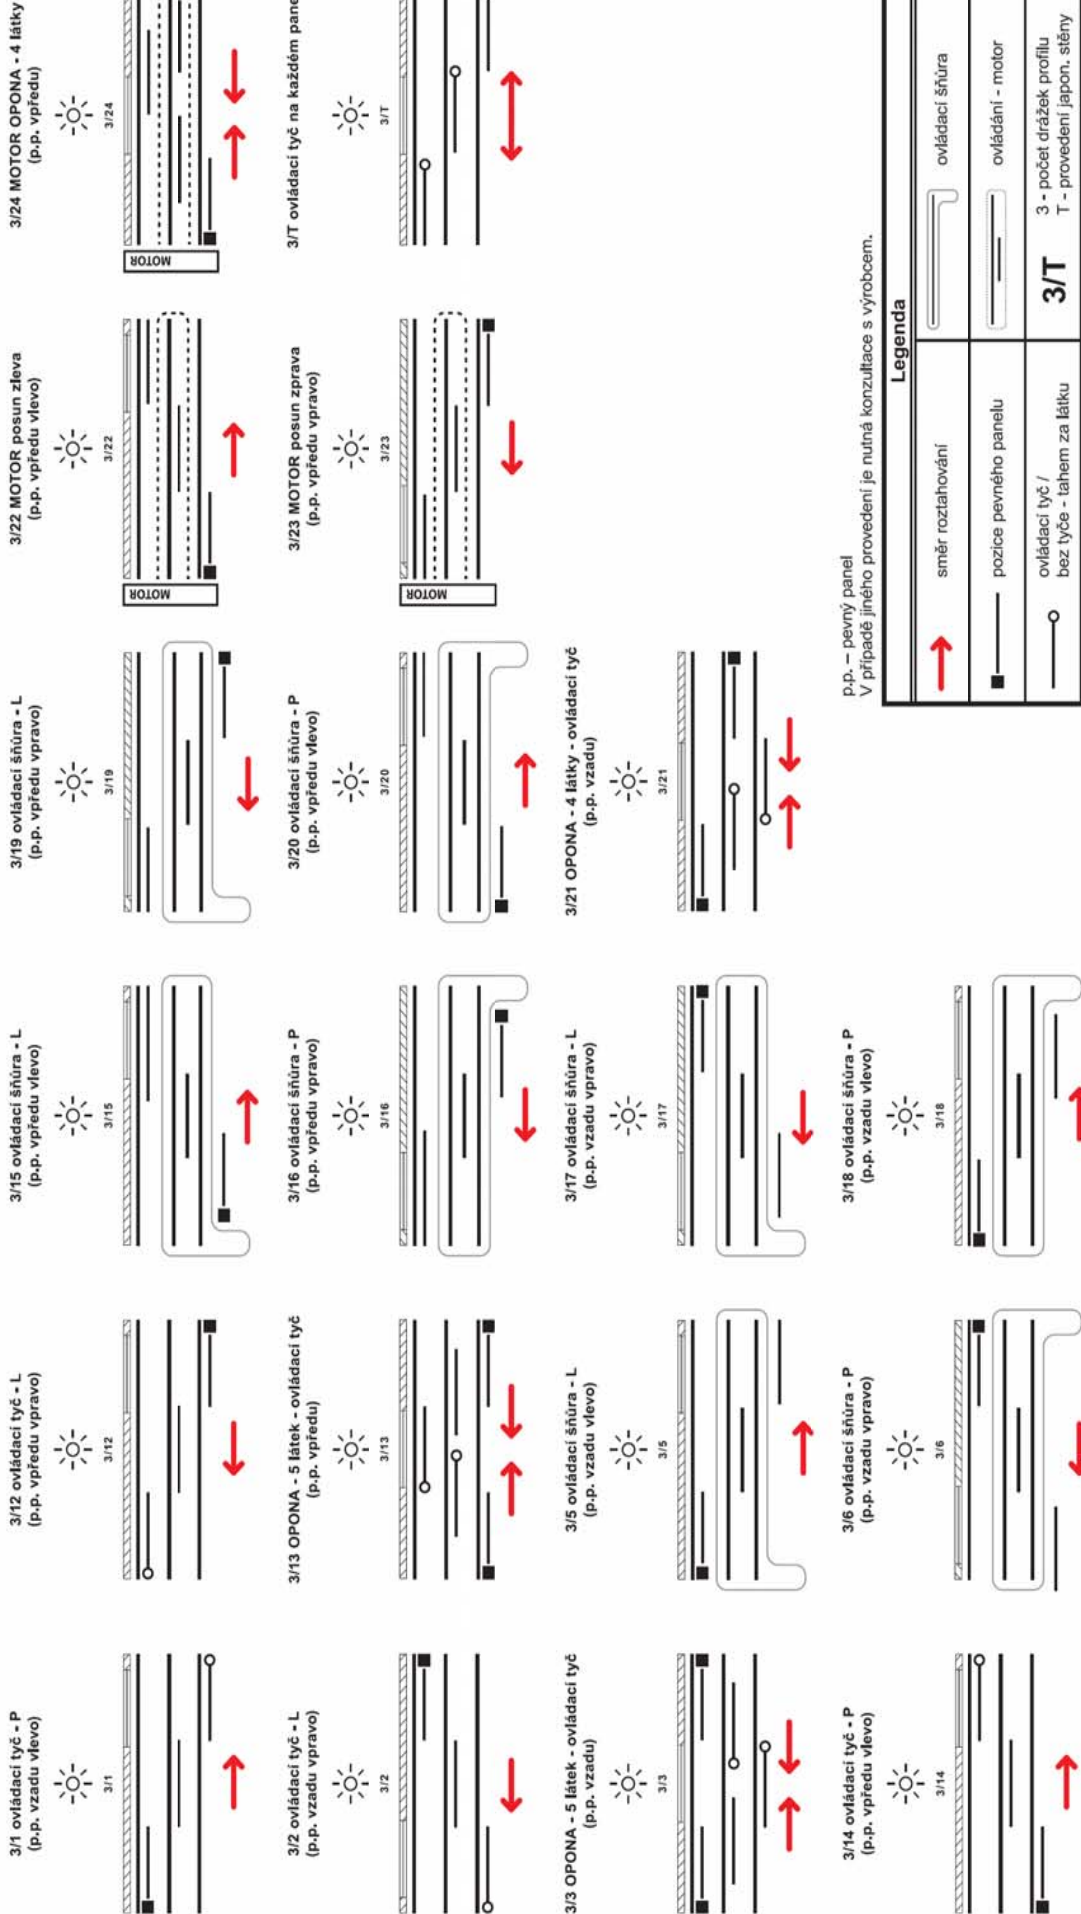 3/1 ovládací tyč - P
(p.p. vzadu vlevo)
3/1
3/12 ovládací tyč - L
(p.p. vpředu vpravo)
3/12
3/15 ovládací šňůra - L
(p.p. vpředu vlevo)
3/15
3/19 ovládací šňůra - L
(p.p. vpředu vpravo)
3/19
3/22 MOTOR posun zleva
(p.p. vpředu vlevo)
3/22
MOTOR
3/24 MOTOR OPONA - 4 látky
(p.p. vpředu)
3/24
MOTOR
3/2 ovládací tyč - L
(p.p. vzadu vpravo)
3/2
3/13 OPONA - 5 látek - ovládací tyč
(p.p. vpředu)
3/13
3/16 ovládací šňůra - P
(p.p. vpředu vpravo)
3/16
3/20 ovládací šňůra - P
(p.p. vpředu vlevo)
3/20
3/23 MOTOR posun zprava
(p.p. vpředu vpravo)
3/23
MOTOR
3/T ovládací tyč na každém pane
3/T
3/3 OPONA - 5 látek - ovládací tyč
(p.p. vzadu)
3/3
3/5 ovládací šňůra - L
(p.p. vzadu vlevo)
3/5
3/17 ovládací šňůra - L
(p.p. vzadu vpravo)
3/17
3/21 OPONA - 4 látky - ovládací tyč
(p.p. vzadu)
3/21
3/14 ovládací tyč - P
(p.p. vpředu vlevo)
3/14
3/6 ovládací šňůra - P
(p.p. vzadu vpravo)
3/6
3/18 ovládací šňůra - P
(p.p. vzadu vlevo)
3/18
p.p. – pevný panel
V případě jiného provedení je nutná konzultace s výrobcem.
Legenda
směr roztahování
ovládací šňůra
pozice pevného panelu
ovládání - motor
ovládací tyč /
bez tyče - tahem za látku
3/T
3 - počet drážek profilu
T - provedení japon. stěny